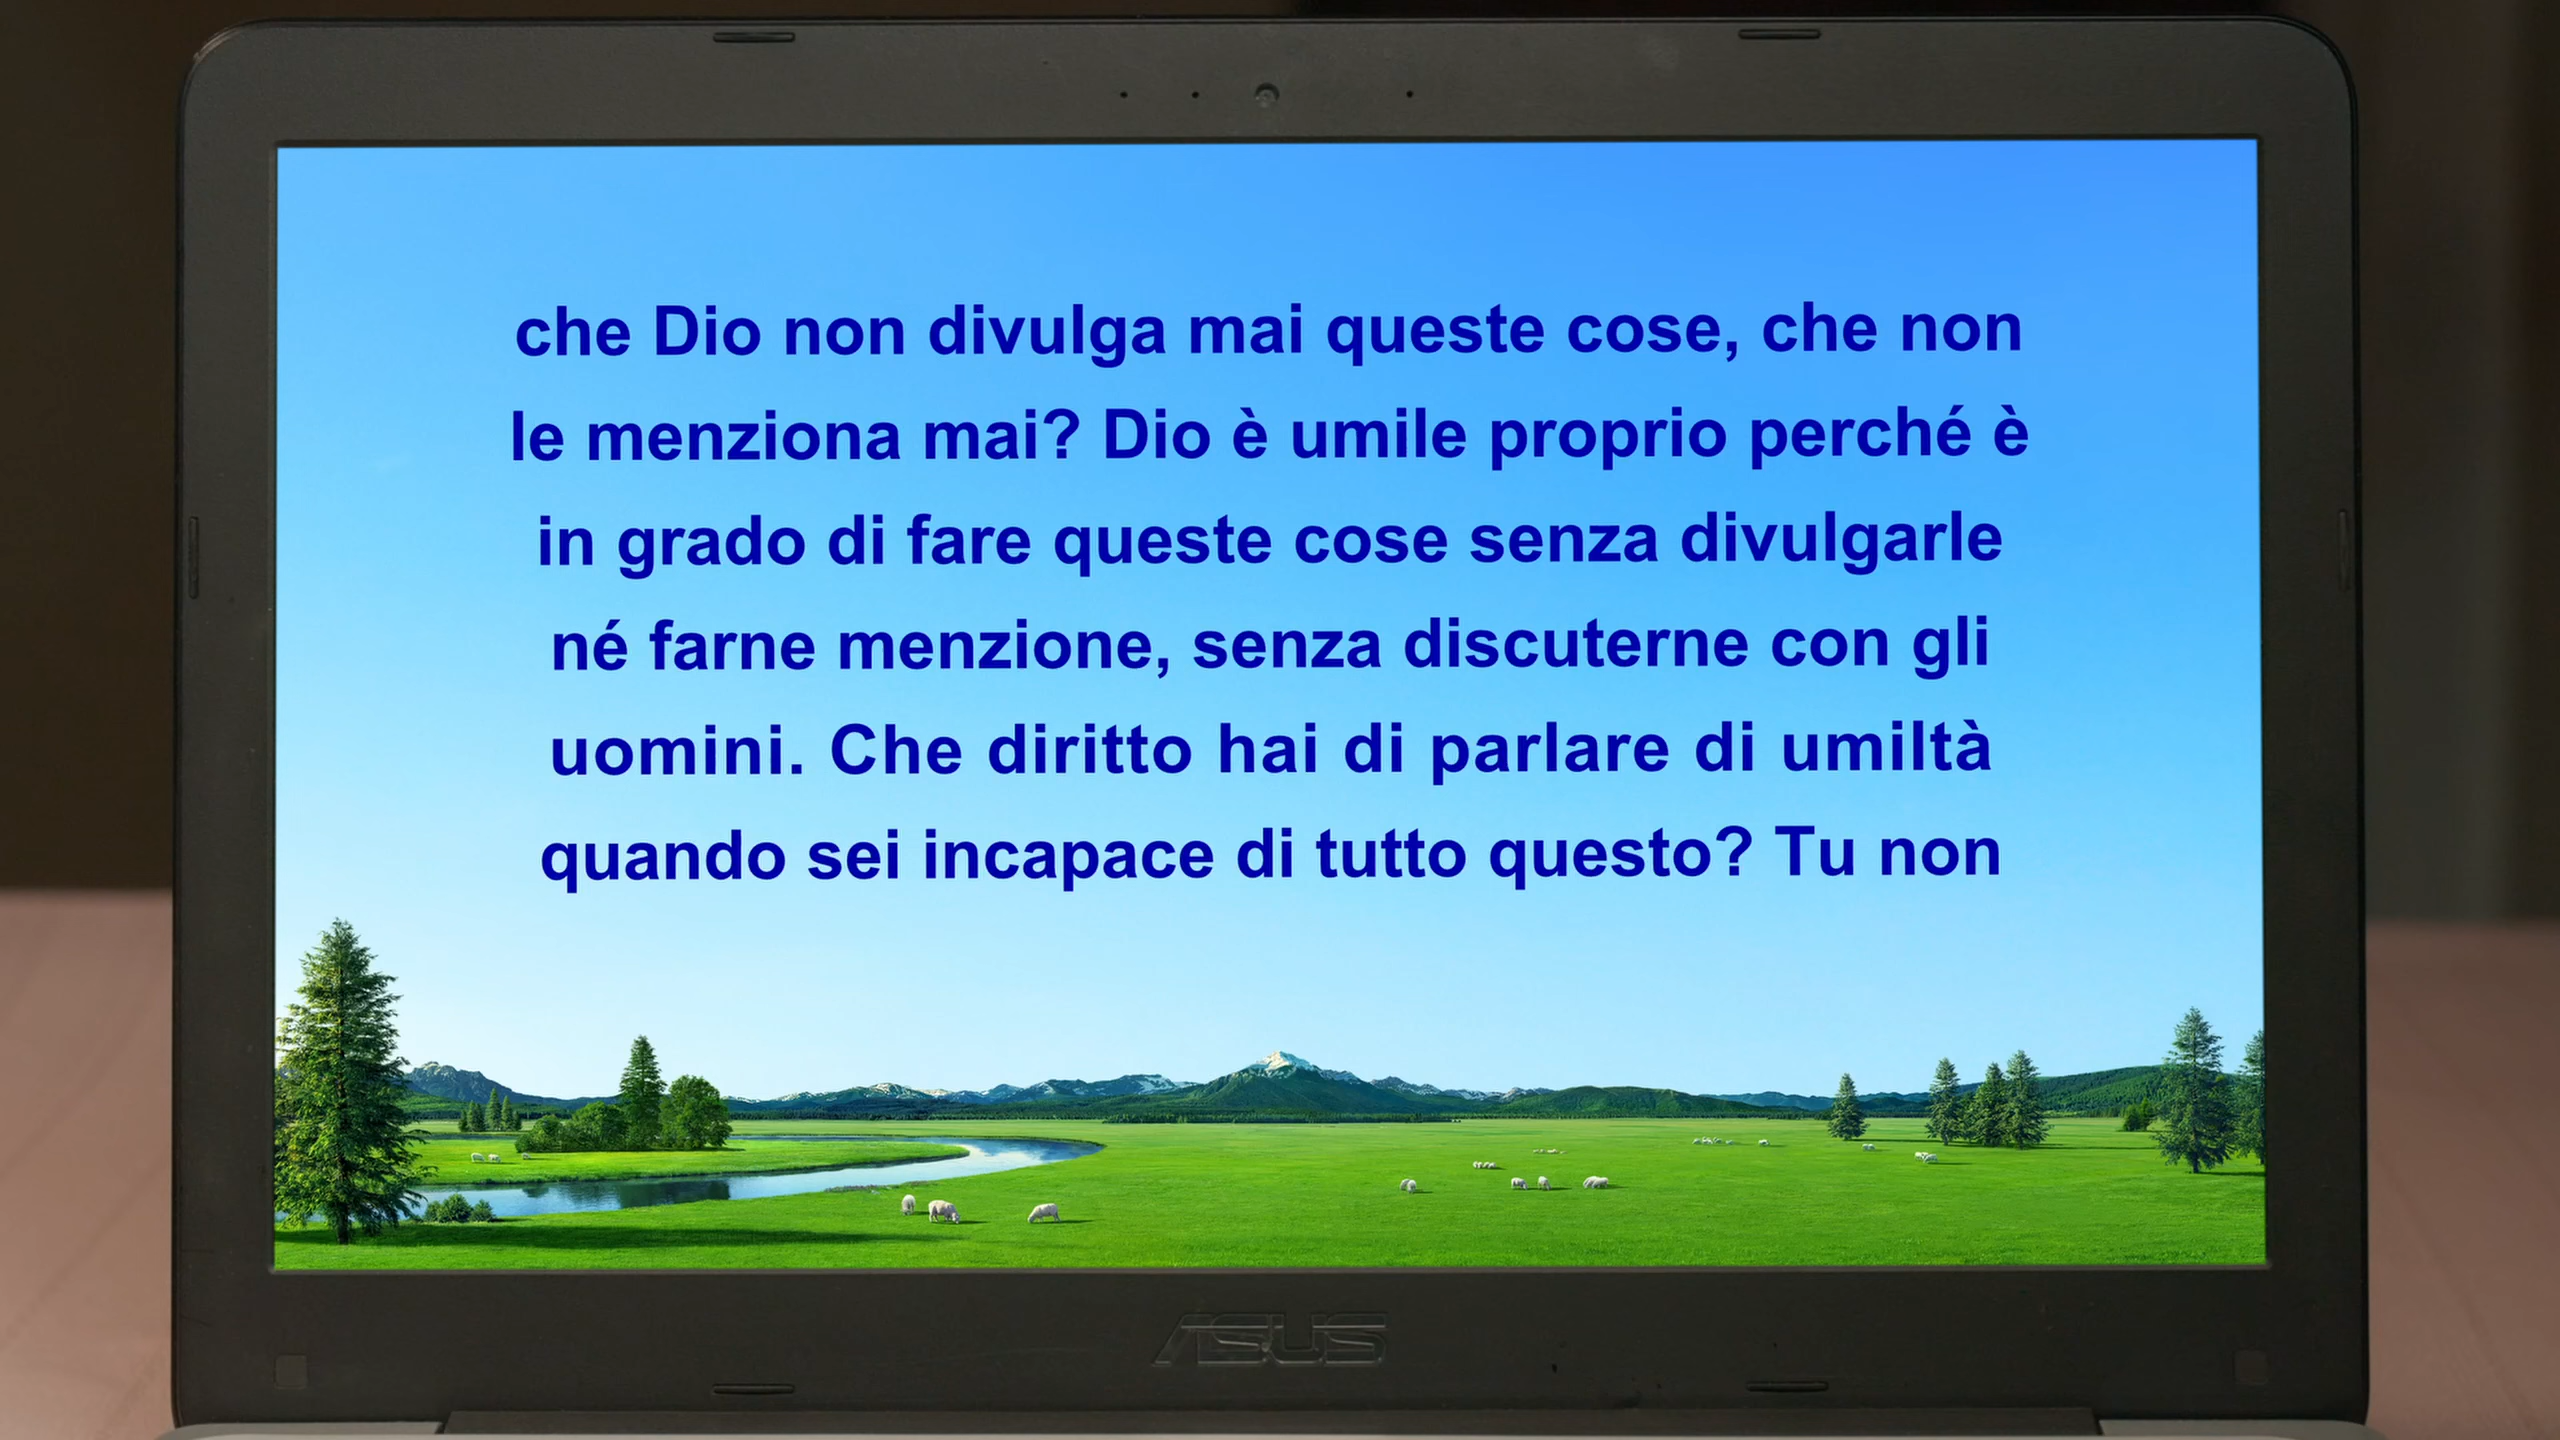 che Dio non divulga mai queste cose, che non
le menziona mai? Dio è umile proprio perché è
in grado di fare queste cose senza divulgarle
né farne menzione, senza discuterne con gli
uomini. Che diritto hai di parlare di umiltà
quando sei incapace di tutto questo? Tu non
ASUS